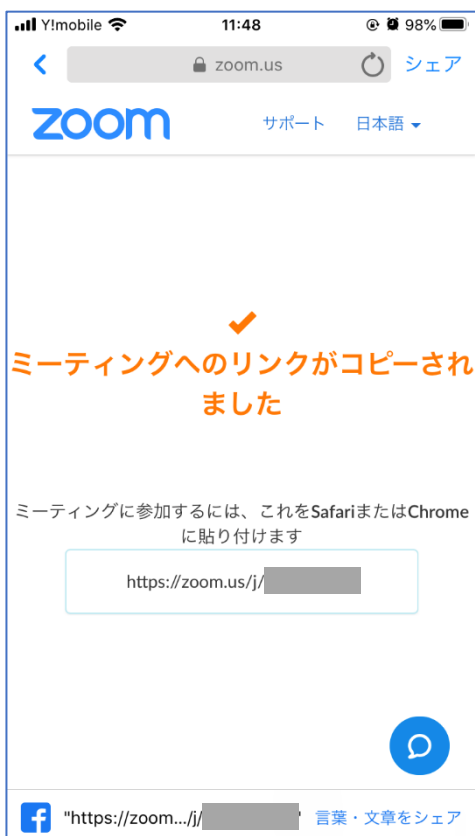 Y!mobile 11:48 98%
zoom.us シェア
zoom サポート 日本語
ミーティングへのリンクがコピーされ
ました
ミーティングに参加するには、これをSafariまたはChrome
に貼り付けます
https://zoom.us/j/
f "https://zoom.../j/ " 言葉・文章をシェア